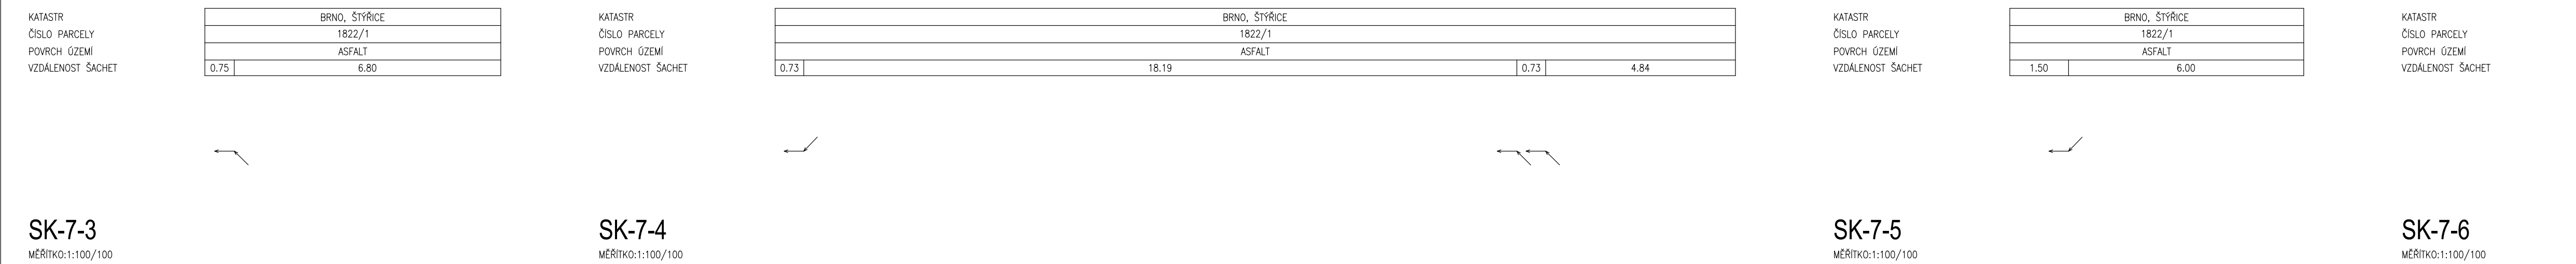 KATASTR BRNO, ŠTÝŘICE
ČÍSLO PARCELY 1822/1
POVRCH ÚZEMÍ ASFALT
VZDÁLENOST ŠACHET 0.75 6.80
SK-7-3
MĚŘÍTKO:1:100/100
KATASTR BRNO, ŠTÝŘICE
ČÍSLO PARCELY 1822/1
POVRCH ÚZEMÍ ASFALT
VZDÁLENOST ŠACHET 0.73 18.19 0.73 4.84
SK-7-4
MĚŘÍTKO:1:100/100
KATASTR BRNO, ŠTÝŘICE
ČÍSLO PARCELY 1822/1
POVRCH ÚZEMÍ ASFALT
VZDÁLENOST ŠACHET 1.50 6.00
SK-7-5
MĚŘÍTKO:1:100/100
KATASTR
ČÍSLO PARCELY
POVRCH ÚZEMÍ
VZDÁLENOST ŠACHET
SK-7-6
MĚŘÍTKO:1:100/100